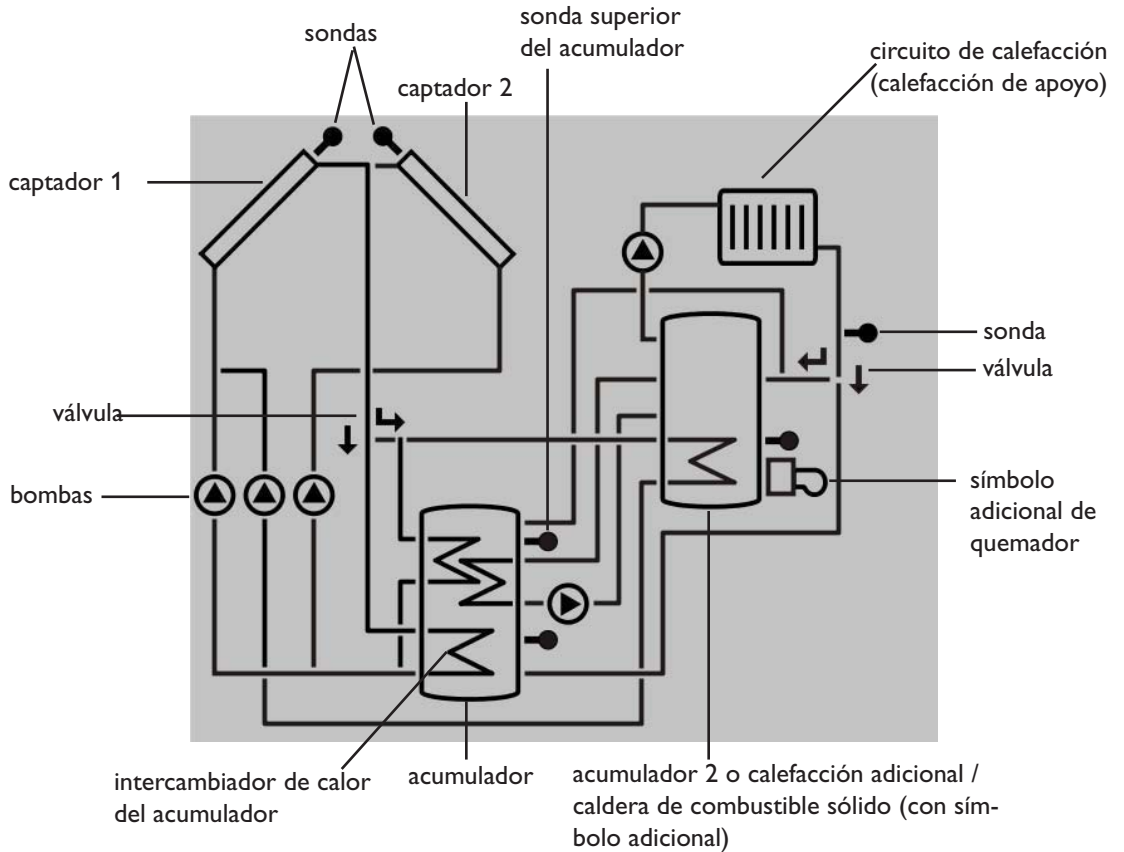 sondas
sonda superior
del acumulador
circuito de calefacción
(calefacción de apoyo)
captador 2
captador 1
sonda
válvula
válvula
bombas
símbolo
adicional de
quemador
intercambiador de calor
del acumulador
acumulador
acumulador 2 o calefacción adicional /
caldera de combustible sólido (con sím-
bolo adicional)